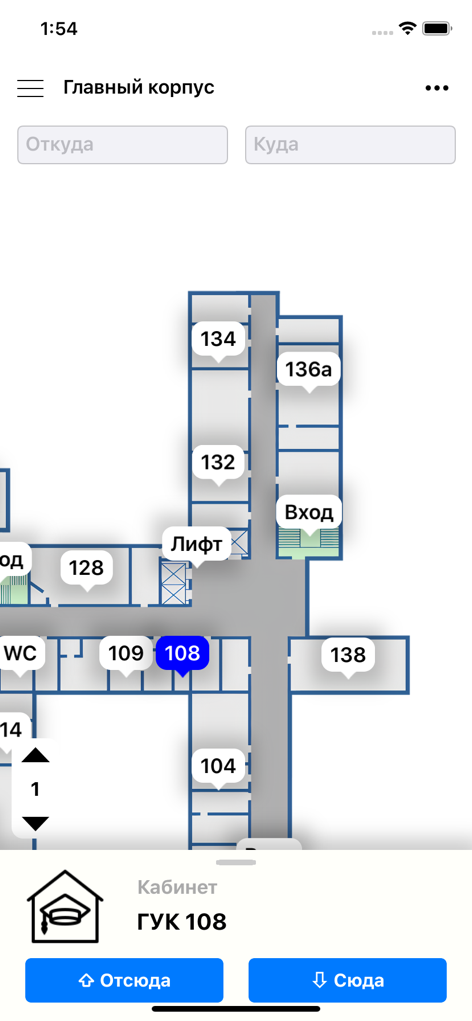 1:54
Главный корпус
Откуда
Куда
134
136а
132
Вход
Лифт
од
128
WC
109
108
138
14
104
1
Кабинет
ГУК 108
Отсюда
Сюда